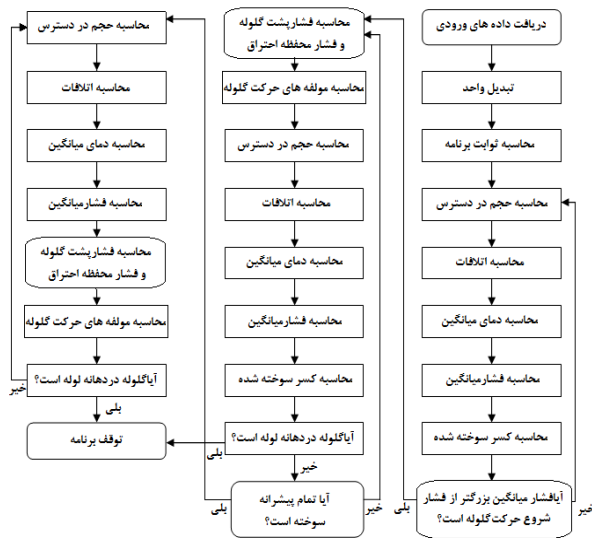 دریافت داده های ورودی
تبدیل واحد
محاسبه ثوابت برنامه
محاسبه حجم در دسترس
محاسبه اتلافات
محاسبه دمای میانگین
محاسبه فشارمیانگین
محاسبه کسر سوخته شده
آیافشار میانگین بزرگتر از فشار
شروع حرکت گلوله است؟
خیر
بلی
محاسبه فشارپشت گلوله
و فشار محفظه احتراق
محاسبه مولفه های حرکت گلوله
محاسبه حجم در دسترس
محاسبه اتلافات
محاسبه دمای میانگین
محاسبه فشارمیانگین
محاسبه کسر سوخته شده
آیاگلوله دردهانه لوله است؟
بلی
خیر
آیا تمام پیشرانه
سوخته است؟
خیر
بلی
محاسبه حجم در دسترس
محاسبه اتلافات
محاسبه دمای میانگین
محاسبه فشارمیانگین
محاسبه فشارپشت گلوله
و فشار محفظه احتراق
محاسبه مولفه های حرکت گلوله
آیاگلوله دردهانه لوله است؟
خیر
بلی
توقف برنامه